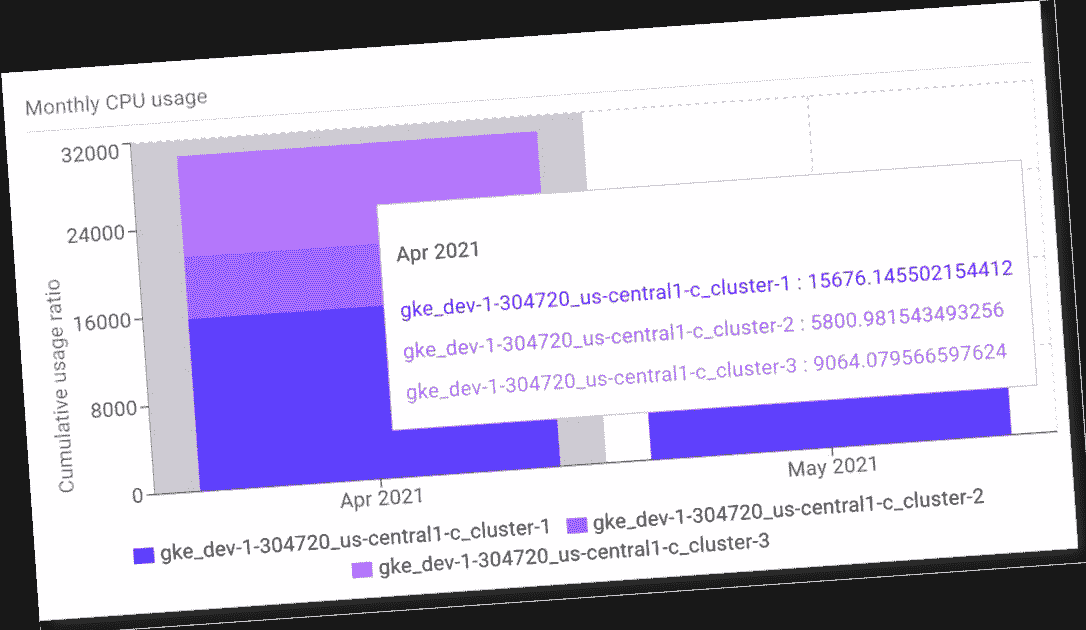 Monthly CPU usage
32000
24000
16000
8000
0
Cumulative usage ratio
Apr 2021
gke_dev-1-304720_us-central1-c_cluster-1 : 15676.145502154412
gke_dev-1-304720_us-central1-c_cluster-2 : 5800.981543493256
gke_dev-1-304720_us-central1-c_cluster-3 : 9064.079566597624
Apr 2021
May 2021
gke_dev-1-304720_us-central1-c_cluster-1
gke_dev-1-304720_us-central1-c_cluster-2
gke_dev-1-304720_us-central1-c_cluster-3